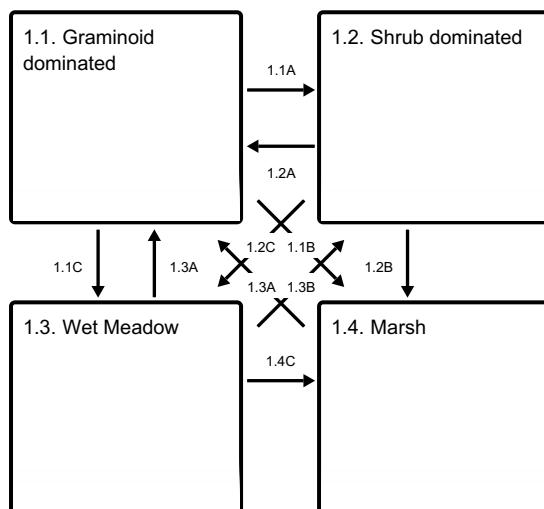 1.1. Graminoid
dominated
1.2. Shrub dominated
1.1A
1.2A
1.2C 1.1B
1.1C
1.3A
1.2B
1.3A 1.3B
1.3. Wet Meadow
1.4. Marsh
1.4C